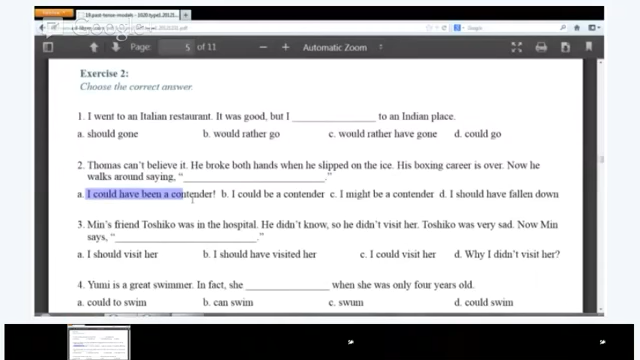 Page: 5 of 11 Automatic Zoom
Exercise 2:
Choose the correct answer.
1. I went to an Italian restaurant. It was good, but I ________________ to an Indian place.
a. should gone b. would rather go c. would rather have gone d. could go
2. Thomas can't believe it. He broke both hands when he slipped on the ice. His boxing career is over. Now he
walks around saying, "___________________________."
a. I could have been a contender! b. I could be a contender c. I might be a contender d. I should have fallen down
3. Min's friend Toshiko was in the hospital. He didn't know, so he didn't visit her. Toshiko was very sad. Now Min
says, "___________________________."
a. I should visit her b. I should have visited her c. I could visit her d. Why I didn't visit her?
4. Yumi is a great swimmer. In fact, she ________________ when she was only four years old.
a. could to swim b. can swim c. swum d. could swim